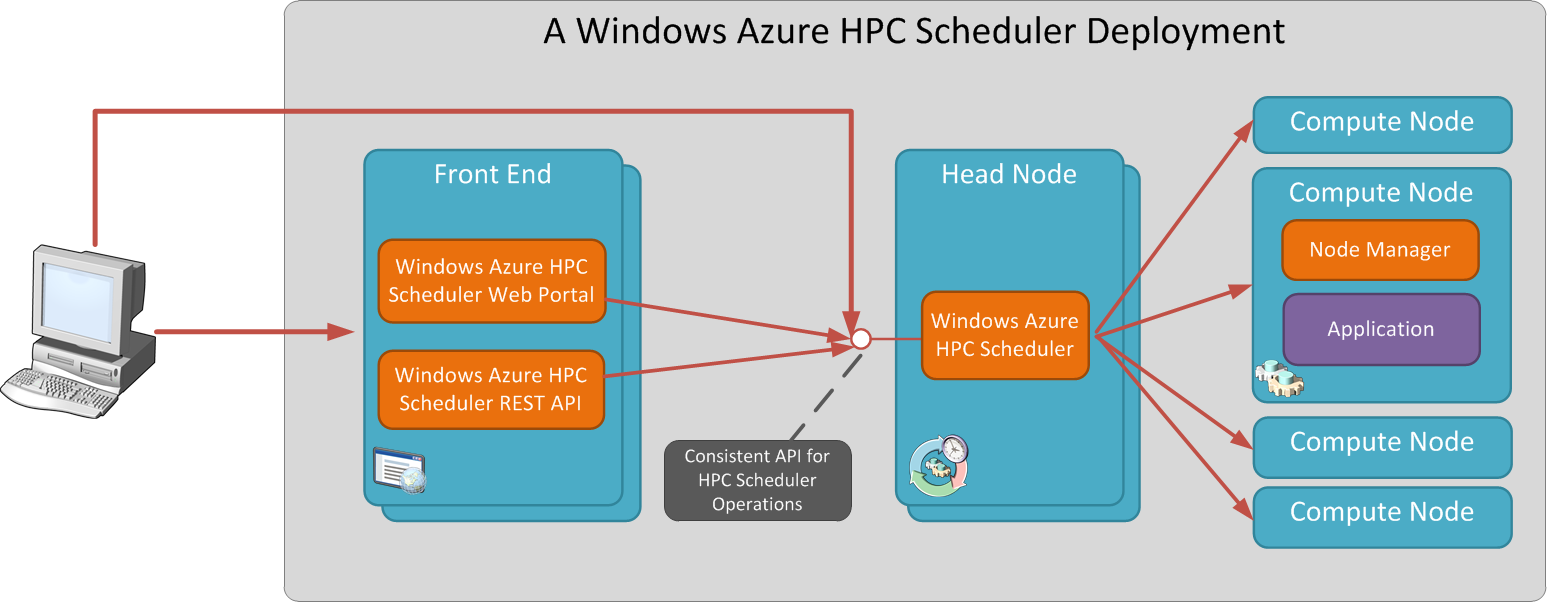 A Windows Azure HPC Scheduler Deployment
Front End
Windows Azure HPC
Scheduler Web Portal
Windows Azure HPC
Scheduler REST API
Consistent API for
HPC Scheduler
Operations
Head Node
Windows Azure
HPC Scheduler
Compute Node
Compute Node
Node Manager
Application
Compute Node
Compute Node